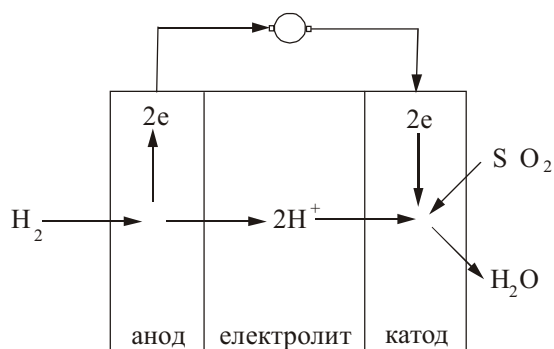 2e
2e
S O₂
H₂
2H⁺
H₂O
анод
електролит
катод